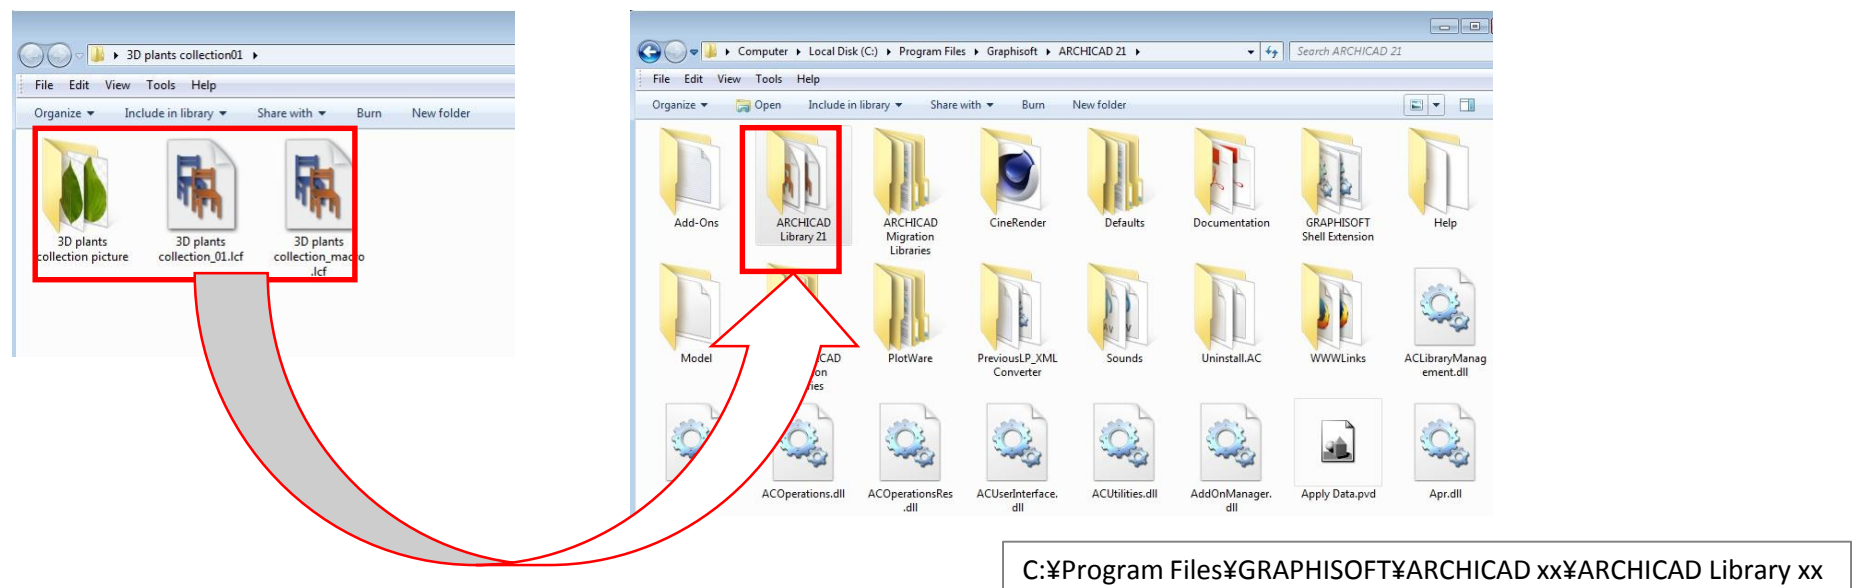 3D plants collection01
File Edit View Tools Help
Organize Include in library Share with Burn New folder
3D plants
collection picture
3D plants
collection_01.lcf
3D plants
.lcf
Computer Local Disk (C:) Program Files Graphisoft ARCHICAD 21
Search ARCHICAD 21
File Edit View Tools Help
Organize Open Include in library Share with Burn New folder
Add-Ons
ARCHICAD
Library 21
ARCHICAD
Migration
Libraries
CineRender
Defaults
Documentation
GRAPHISOFT
Shell Extension
Help
Model
PlotWare
PreviousLP_XML
Converter
Sounds
Uninstall.AC
WWWLinks
ACLibraryManag
ement.dll
ACOperations.dll
ACOperationsRes
.dll
ACUserInterface.
dll
ACUtilities.dll
AddOnManager.
dll
Apply Data.pvd
Apr.dll
C:¥Program Files¥GRAPHISOFT¥ARCHICAD xx¥ARCHICAD Library xx